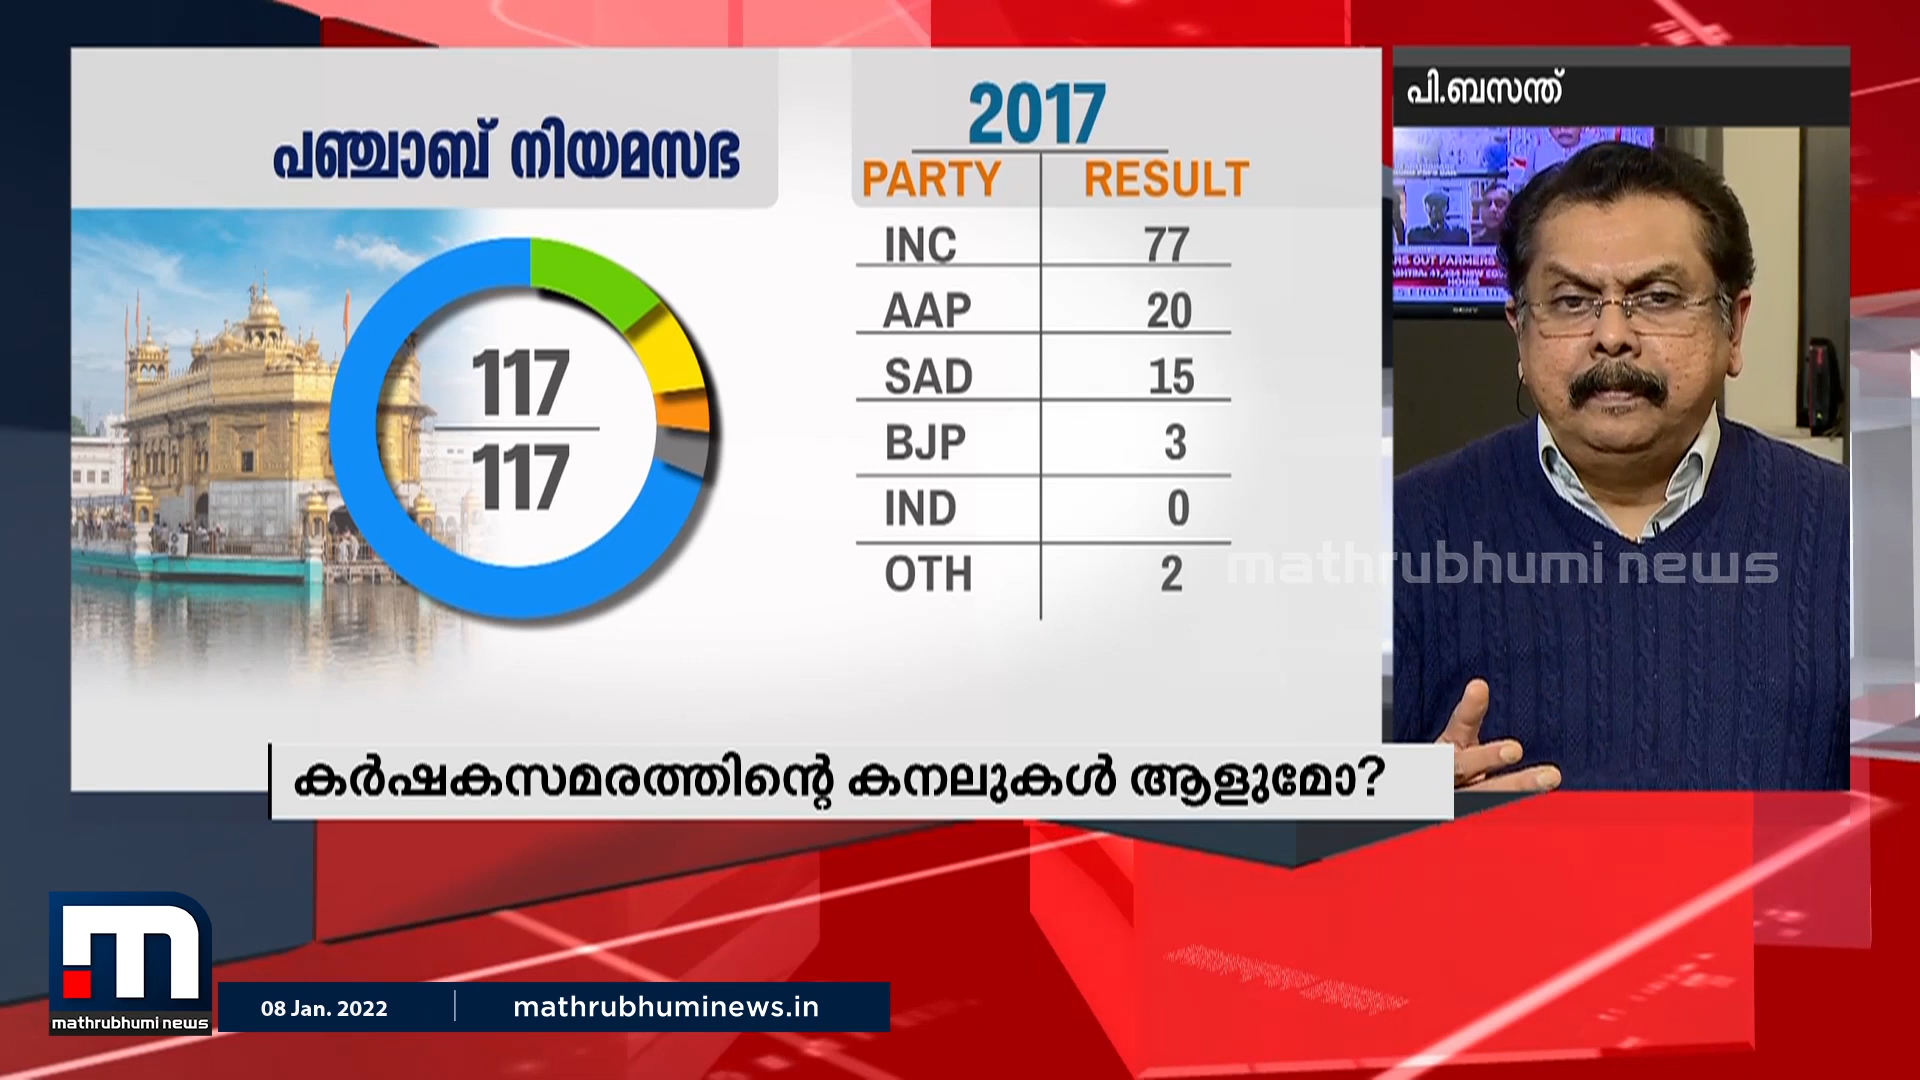 പഞ്ചാബ് നിയമസഭ
117
117
2017
PARTY RESULT
INC 77
AAP 20
SAD 15
BJP 3
IND 0
OTH 2
പി.ബസന്ത്
mathrubhumi news
കർഷകസമരത്തിന്റെ കനലുകൾ ആളുമോ?
mathrubhumi news
08 Jan. 2022
mathrubhuminews.in